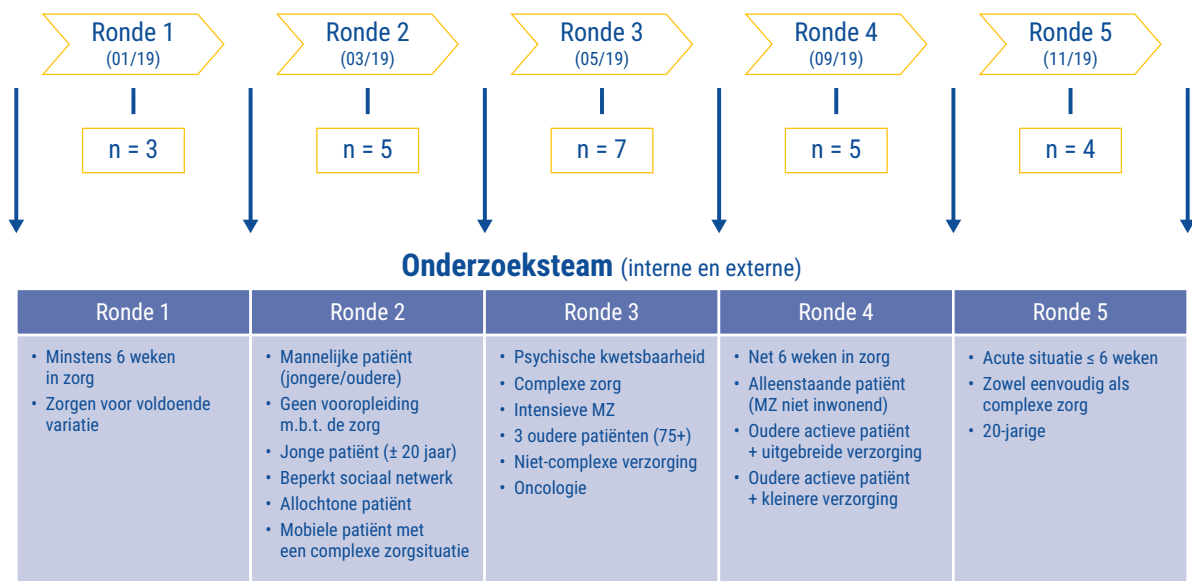 Ronde 1
(01/19)
Ronde 2
(03/19)
Ronde 3
(05/19)
Ronde 4
(09/19)
Ronde 5
(11/19)
n = 3
n = 5
n = 7
n = 5
n = 4
Onderzoeksteam (interne en externe)
Ronde 1
Ronde 2
Ronde 3
Ronde 4
Ronde 5
• Minstens 6 weken
in zorg
• Zorgen voor voldoende
variatie
• Mannelijke patiënt
(jongere/oudere)
• Geen vooropleiding
m.b.t. de zorg
• Jonge patiënt (± 20 jaar)
• Beperkt sociaal netwerk
• Allochtone patiënt
• Mobiele patiënt met
een complexe zorgsituatie
• Psychische kwetsbaarheid
• Complexe zorg
• Intensieve MZ
• 3 oudere patiënten (75+)
• Niet-complexe verzorging
• Oncologie
• Net 6 weken in zorg
• Alleenstaande patiënt
(MZ niet inwonend)
• Oudere actieve patiënt
+ uitgebreide verzorging
• Oudere actieve patiënt
+ kleinere verzorging
• Acute situatie ≤ 6 weken
• Zowel eenvoudig als
complexe zorg
• 20-jarige